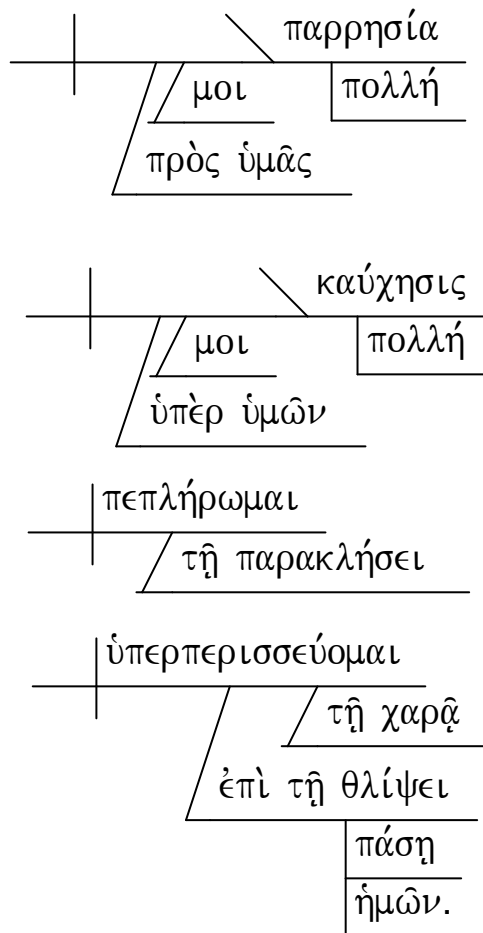 παρρησία
μοι πολλή
πρὸς ὑμᾶς
καύχησις
μοι πολλή
ὑπὲρ ὑμῶν
πεπλήρωμαι
τῇ παρακλήσει
ὑπερπερισσεύομαι
τῇ χαρᾷ
ἐπὶ τῇ θλίψει
πάσῃ
ἡμῶν.